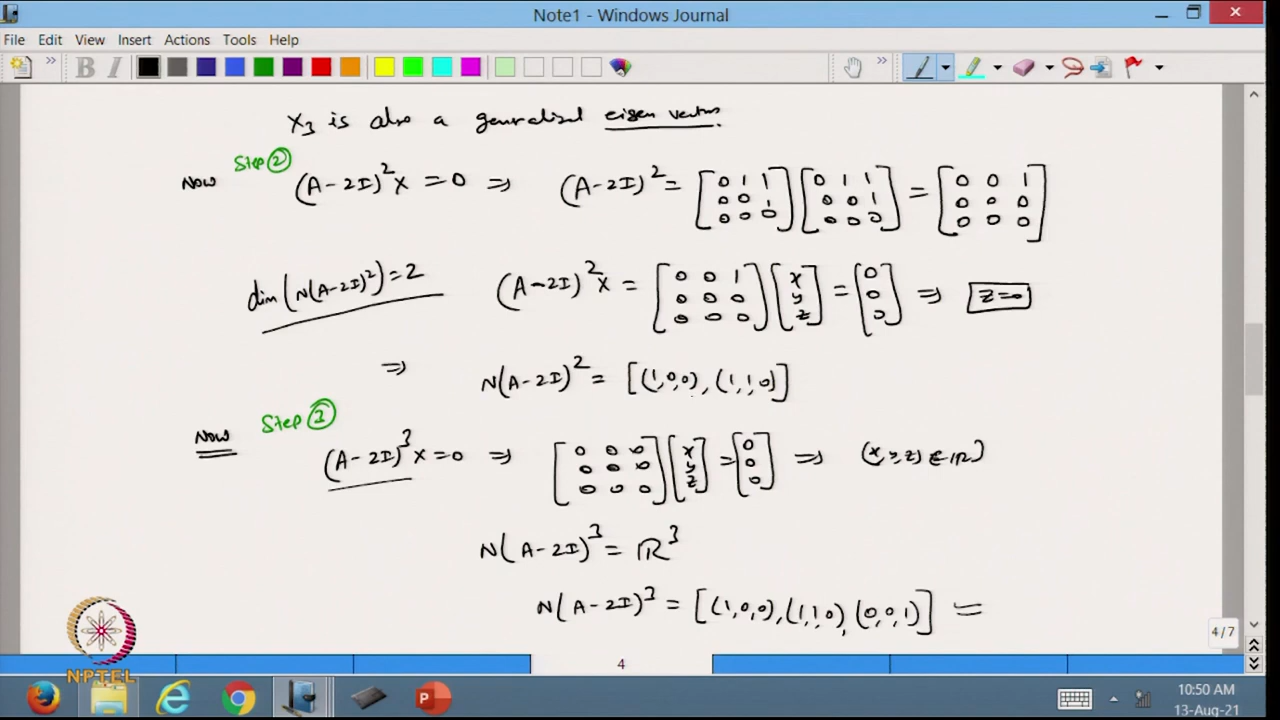 Note1 - Windows Journal
File Edit View Insert Actions Tools Help
X₃ is also a generalized eigen vector.
Now Step ② (A-2I)²X = 0 ⇒ (A-2I)² = [0 1 1; 0 0 1; 0 0 0] [0 1 1; 0 0 1; 0 0 0] = [0 0 1; 0 0 0; 0 0 0]
dim(N(A-2I)²) = 2 (A-2I)²X = [0 0 1; 0 0 0; 0 0 0] [x; y; z] = [0; 0; 0] ⇒ z=0
⇒ N(A-2I)² = [(1,0,0), (1,1,0)]
Now Step ③ (A-2I)³X=0 ⇒ [0 0 0; 0 0 0; 0 0 0] [x; y; z] = [0; 0; 0] ⇒ (x,y,z) ∈ IR
N(A-2I)³ = IR³
N(A-2I)³ = [(1,0,0), (1,1,0), (0,0,1)] =
4/7
4
NPTEL
10:50 AM
13-Aug-21